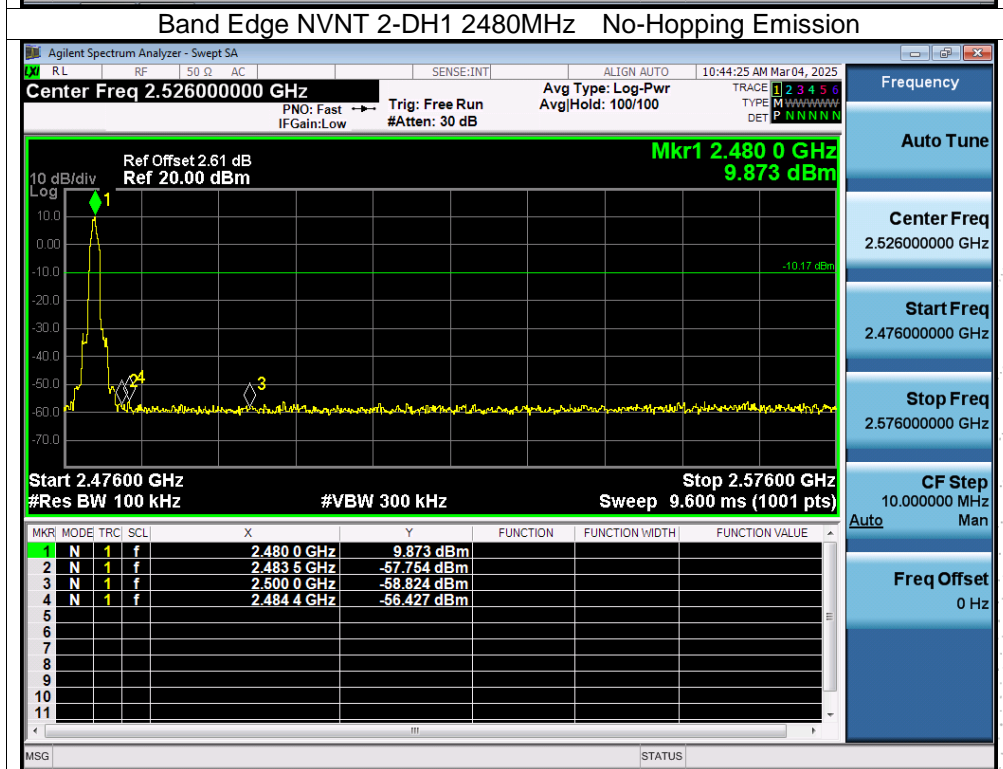 Band Edge NVNT 2-DH1 2480MHz No-Hopping Emission
Agilent Spectrum Analyzer - Swept SA
LXI RL RF 50 Ω AC SENSE:INT ALIGN AUTO 10:44:25 AM Mar 04, 2025
Center Freq 2.526000000 GHz
PNO: Fast
IFGain:Low
Trig: Free Run
#Atten: 30 dB
Avg Type: Log-Pwr
Avg|Hold: 100/100
TRACE 1 2 3 4 5 6
TYPE M WWWWW
DET P N N N N N
Frequency
Mkr1 2.480 0 GHz
9.873 dBm
Ref Offset 2.61 dB
10 dB/div Ref 20.00 dBm
Log
1
10.0
0.00
-10.0
-10.17 dBm
-20.0
-30.0
-40.0
-50.0
2 4
3
-60.0
-70.0
Start 2.47600 GHz Stop 2.57600 GHz
#Res BW 100 kHz #VBW 300 kHz Sweep 9.600 ms (1001 pts)
MKR MODE TRC SCL X Y FUNCTION FUNCTION WIDTH FUNCTION VALUE
1 N 1 f 2.480 0 GHz 9.873 dBm
2 N 1 f 2.483 5 GHz -57.754 dBm
3 N 1 f 2.500 0 GHz -58.824 dBm
4 N 1 f 2.484 4 GHz -56.427 dBm
5
6
7
8
9
10
11
MSG STATUS
Auto Tune
Center Freq
2.526000000 GHz
Start Freq
2.476000000 GHz
Stop Freq
2.576000000 GHz
CF Step
10.000000 MHz
Auto Man
Freq Offset
0 Hz